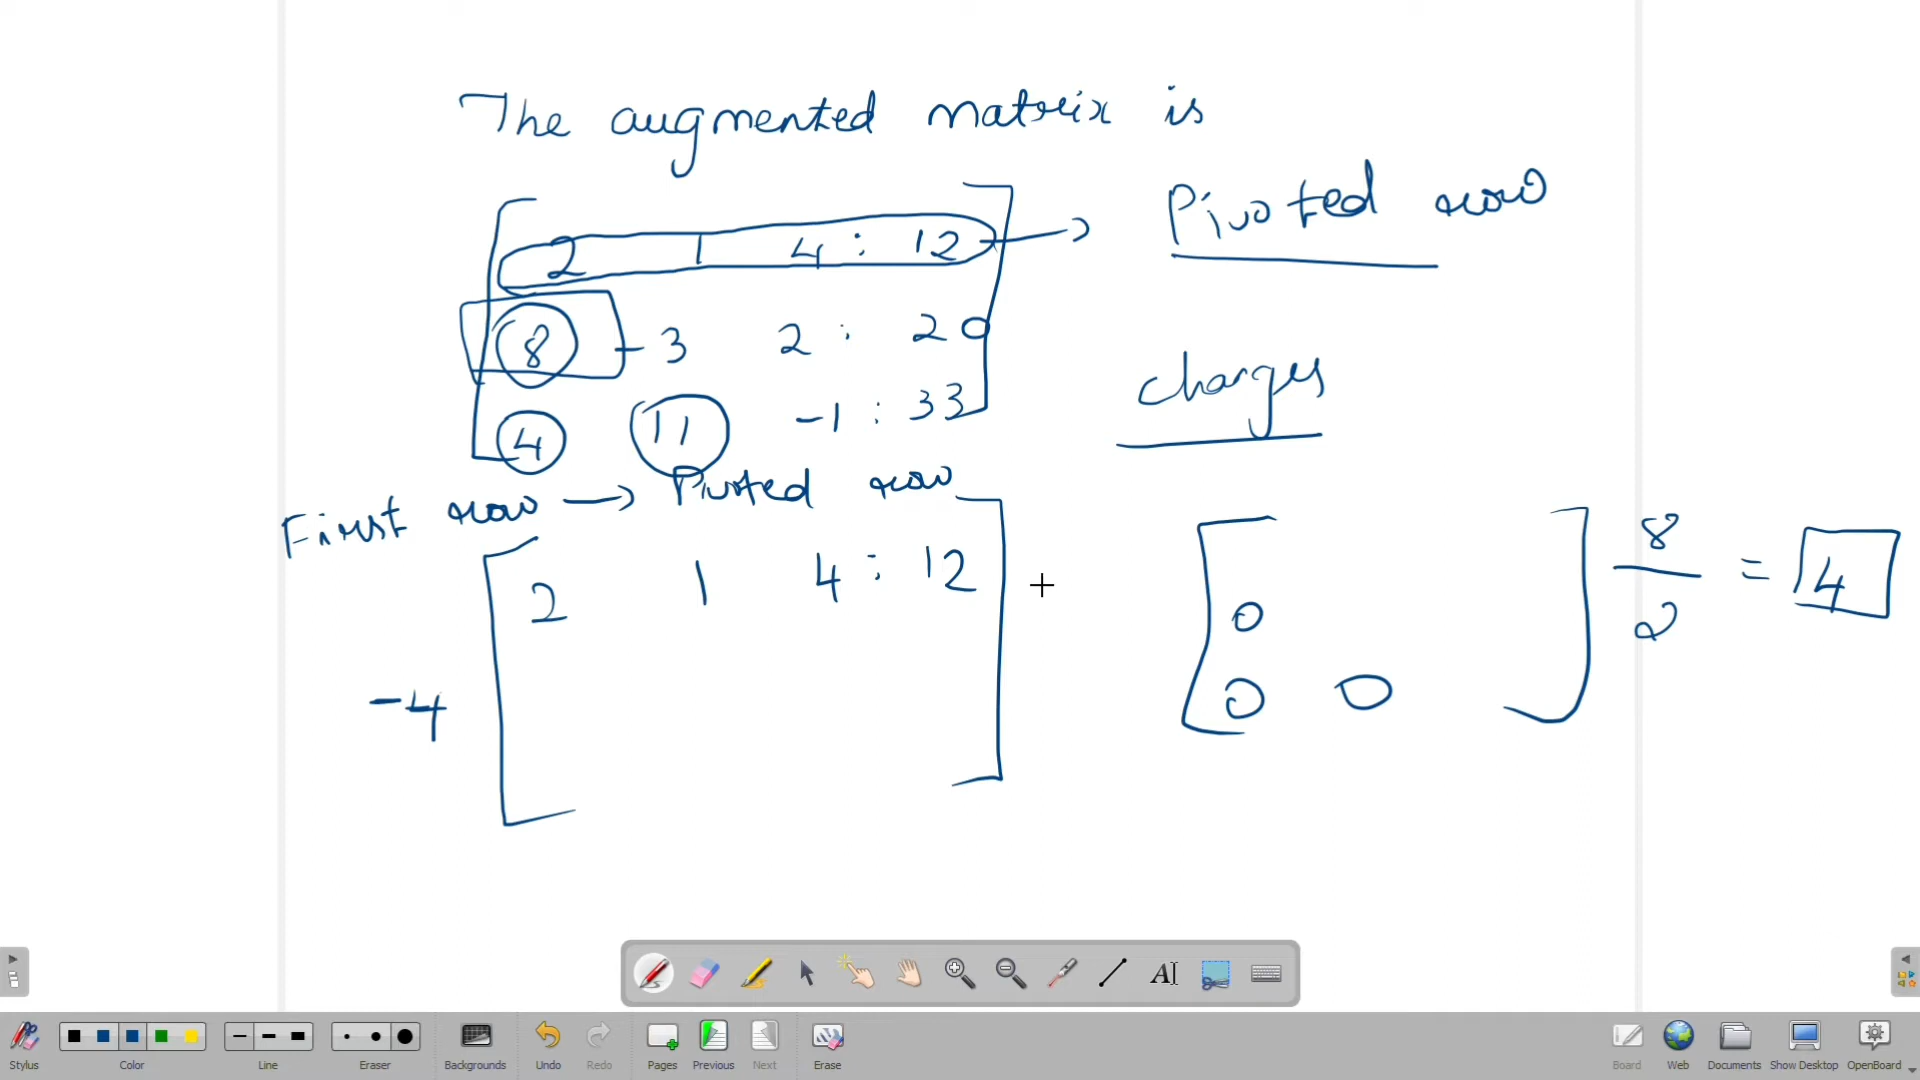 The augmented matrix is
2 1 4 : 12 → Pivoted row
8 -3 2 : 20
charges
4 11 -1 : 33
First row → Pivoted row
2 1 4 : 12
8/2 = 4
0
-4
0 0
Stylus
Color
Line
Eraser
Backgrounds
Undo
Redo
Pages
Previous
Next
Erase
Board
Web
Documents
Show Desktop
OpenBoard